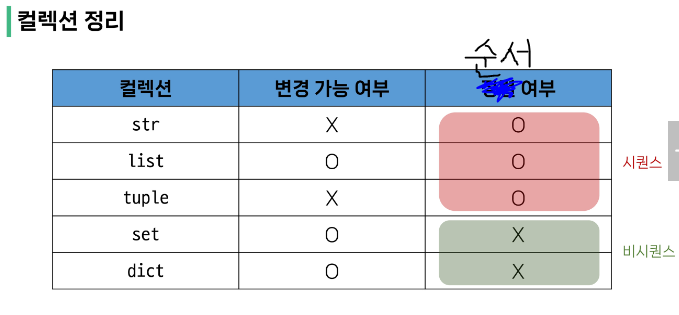 컬렉션 정리
순서
컬렉션 변경 가능 여부 여부
str X O
list O O 시퀀스
tuple X O
set O X
비시퀀스
dict O X